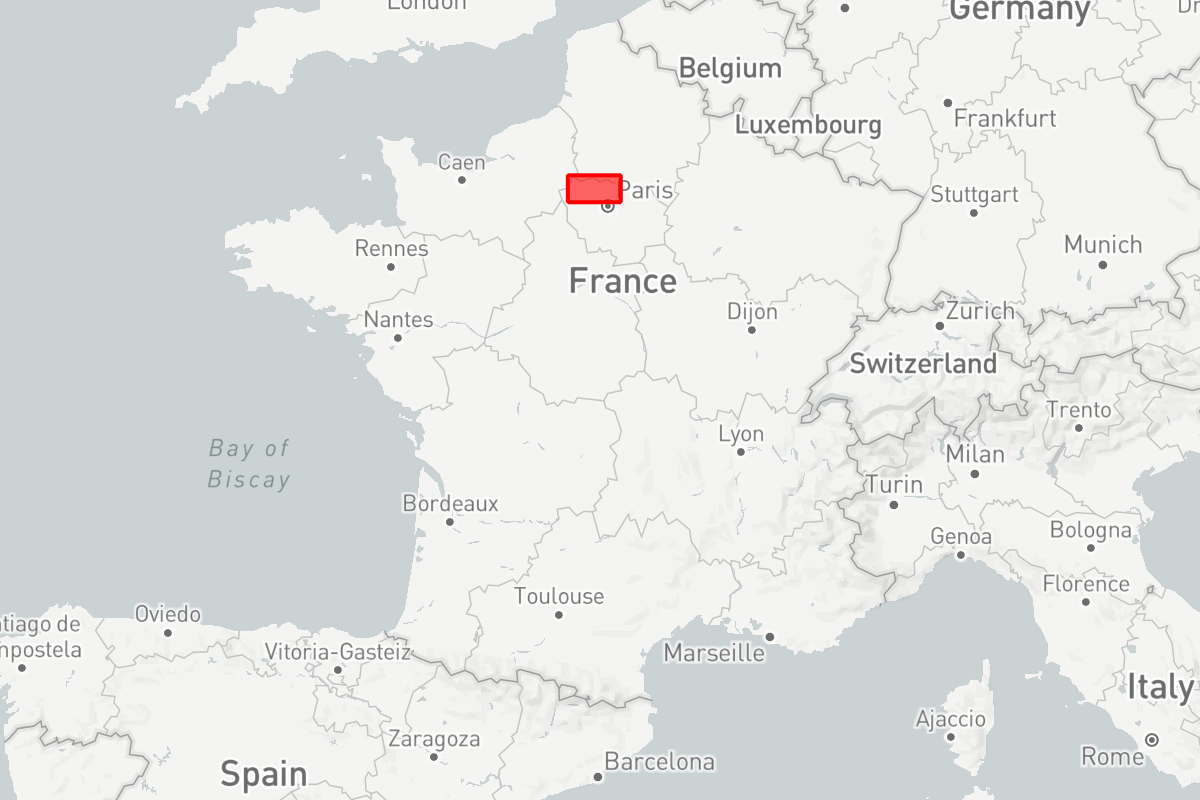 London
Germany
Dr
Belgium
Luxembourg
Frankfurt
Caen
Paris
Stuttgart
Rennes
Munich
France
Dijon
Zurich
Nantes
Switzerland
Trento
Lyon
Bay of
Biscay
Milan
Turin
Bordeaux
Genoa
Bologna
Toulouse
Florence
Oviedo
tiago de
mpostela
Vitoria-Gasteiz
Marseille
Italy
Ajaccio
Zaragoza
Rome
Barcelona
Spain